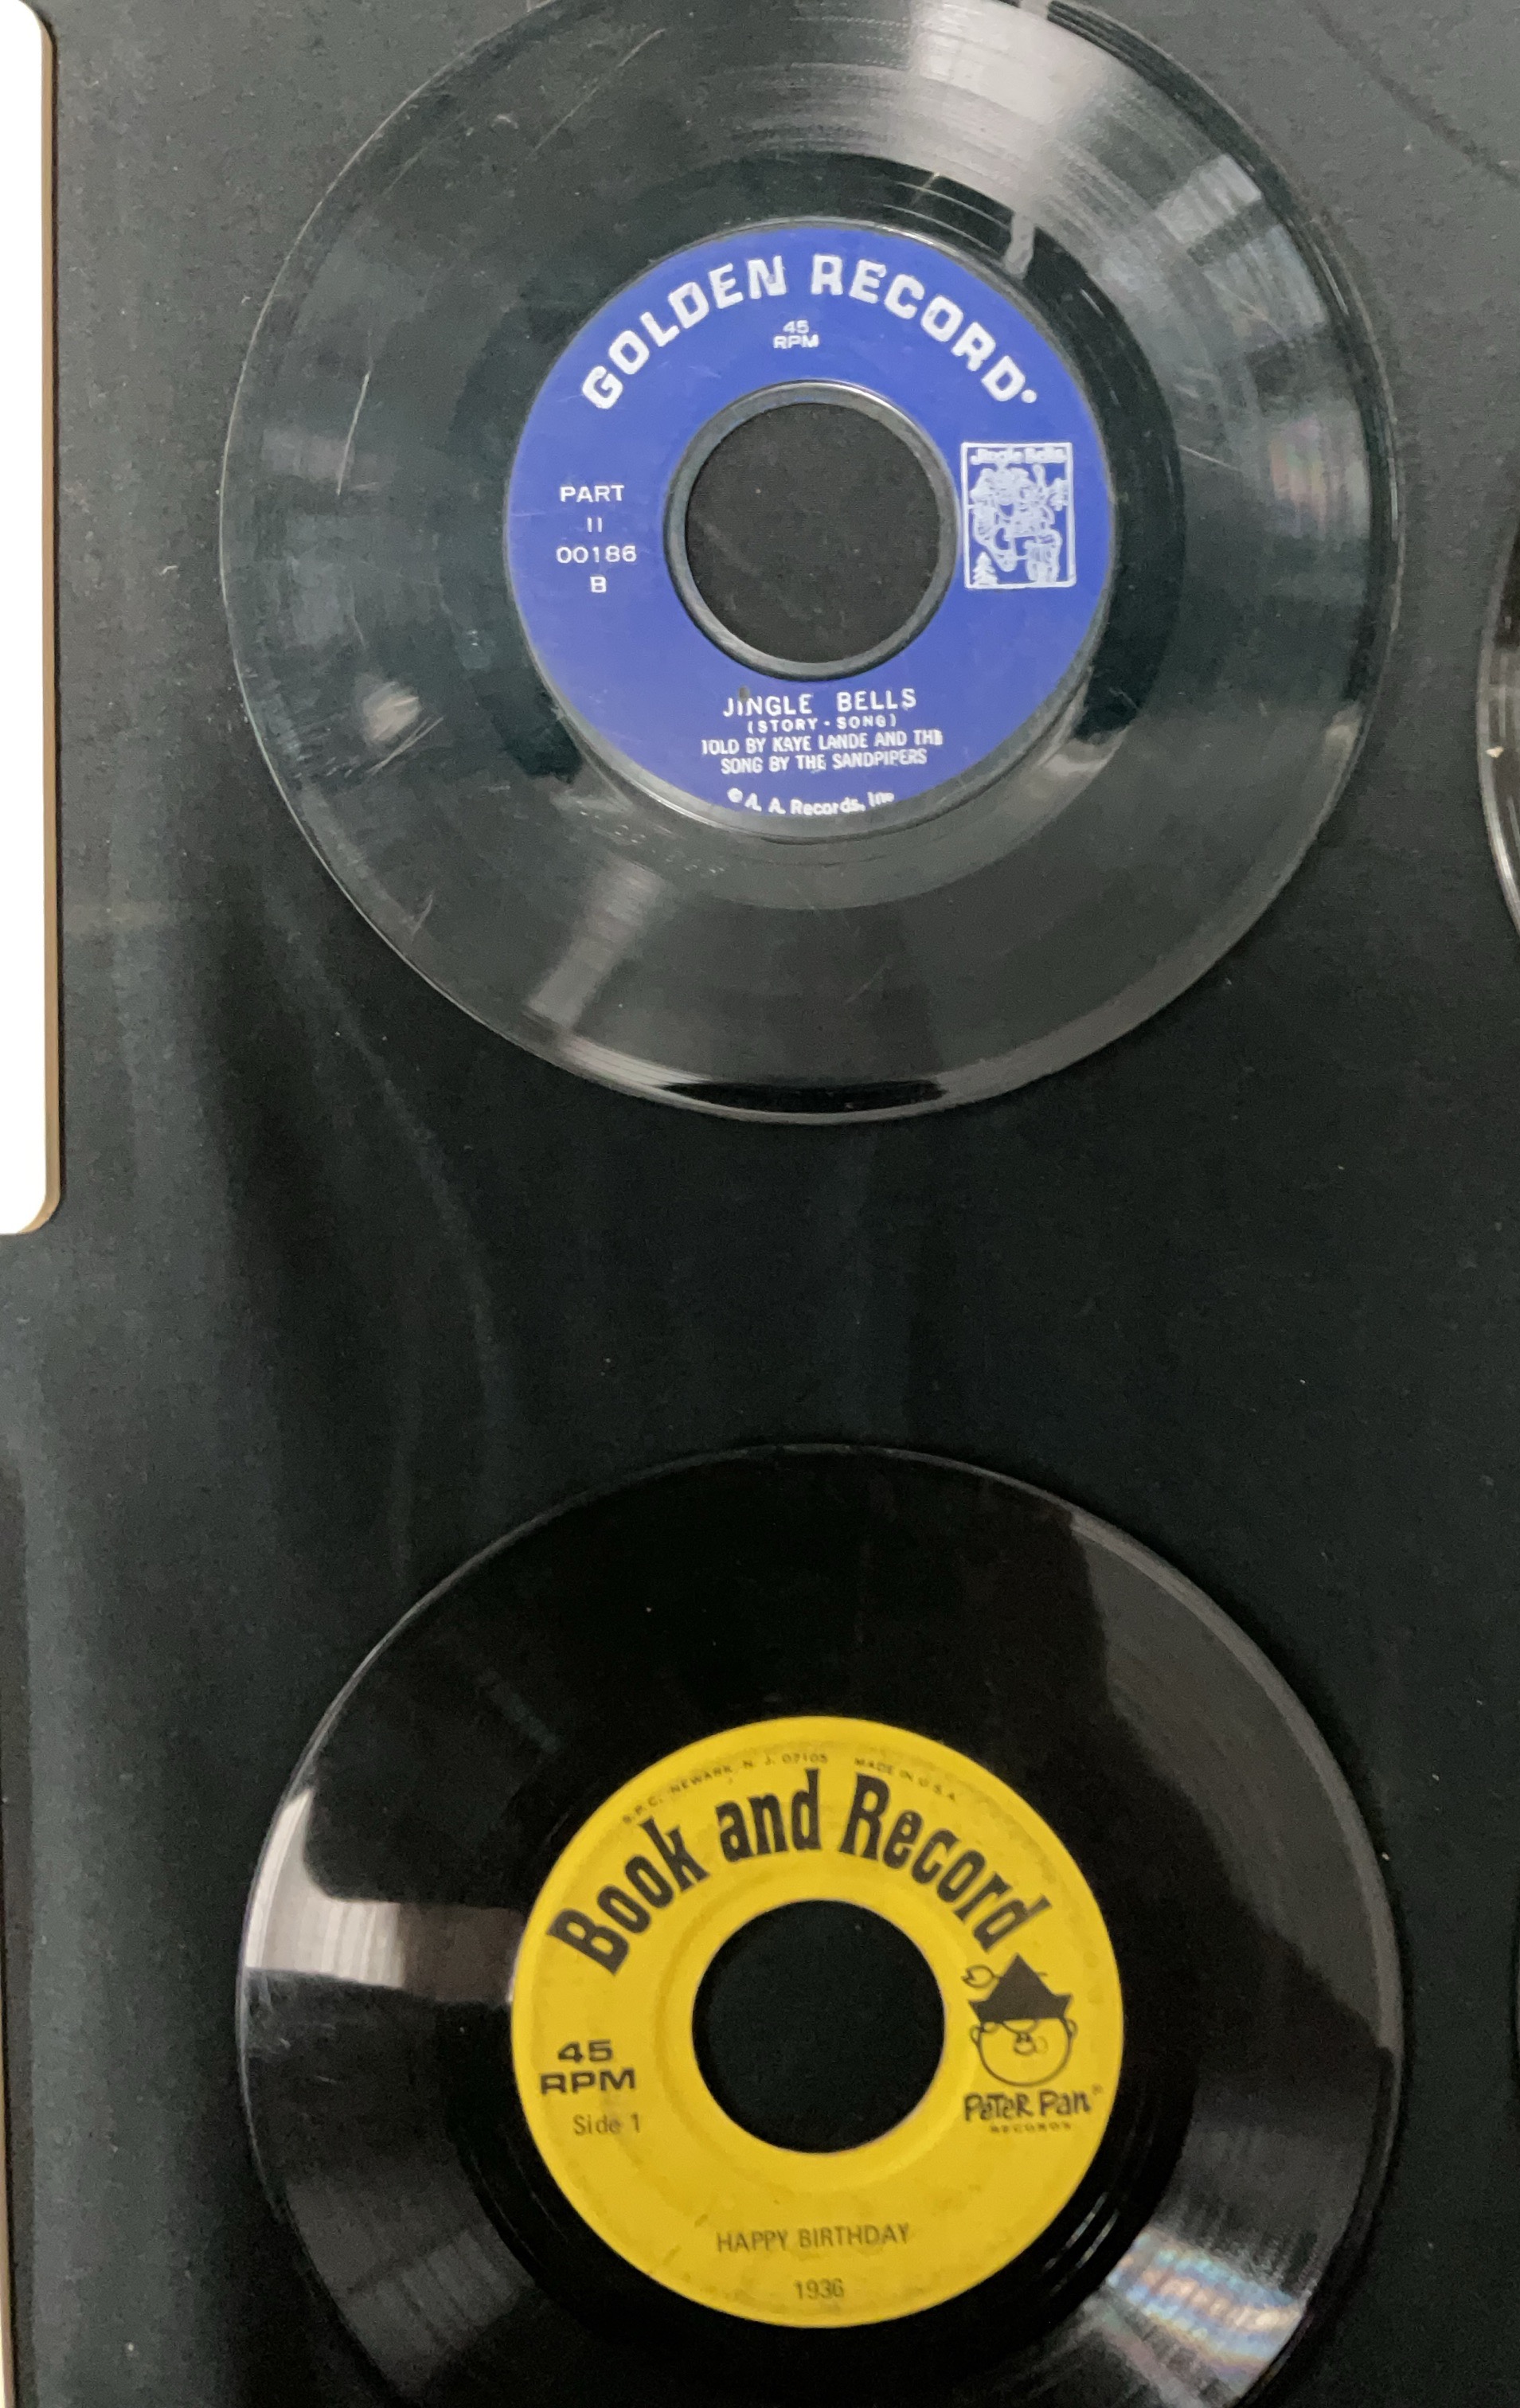 GOLDEN RECORD®
45
RPM
Jingle Bells
PART
II
00186
B
JINGLE BELLS
(STORY - SONG)
TOLD BY KAYE LANDE AND THE
SONG BY THE SANDPIPERS
© A. A. Records, Inc.
S.P.C. NEWARK, N. J. 07105 MADE IN U.S.A.
Book and Record
45
RPM
Side 1
PETER PAN®
RECORDS
HAPPY BIRTHDAY
1936